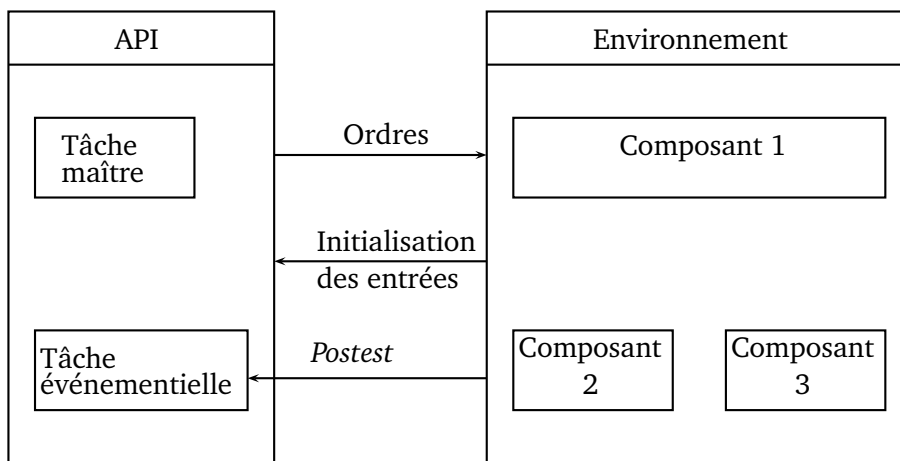 API
Environnement
Tâche
maître
Ordres
Composant 1
Initialisation
des entrées
Tâche
événementielle
Postest
Composant
2
Composant
3